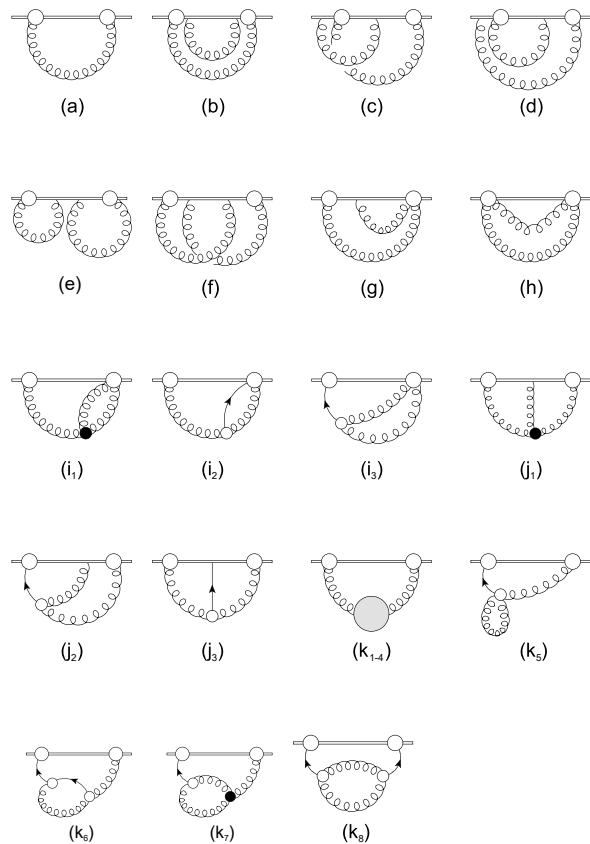 (a) (b) (c) (d)
(e) (f) (g) (h)
(i₁) (i₂) (i₃) (j₁)
(j₂) (j₃) (k₁₋₄) (k₅)
(k₆) (k₇) (k₈)